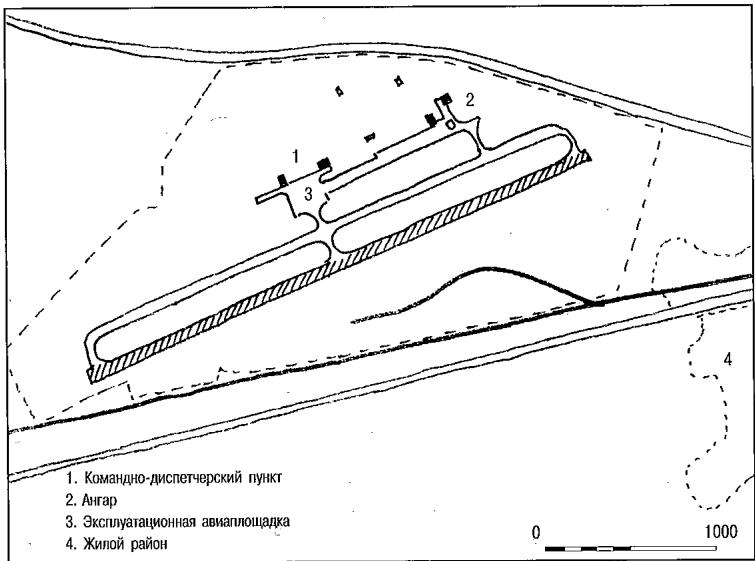 1
2
3
4
1. Командно-диспетчерский пункт
2. Ангар
3. Эксплуатационная авиаплощадка
4. Жилой район
0 1000